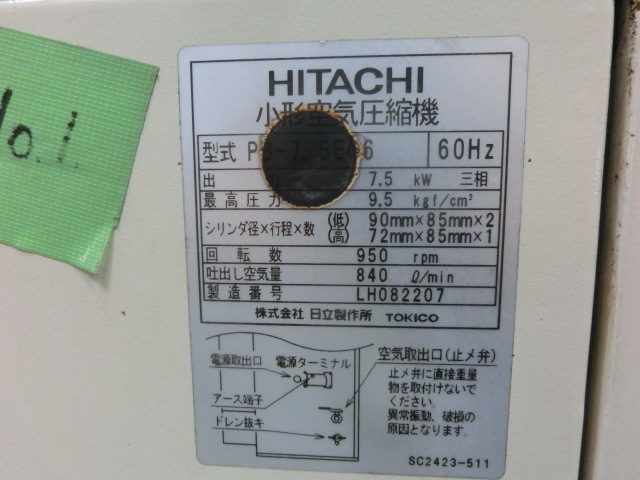 No.1.
HITACHI
小形空気圧縮機
型式 PB-7.5E 6 60Hz
出 7.5 kW 三相
最高圧力 9.5 kgf/cm²
シリンダ径×行程×数 (低) 90mm×85mm×2
(高) 72mm×85mm×1
回転数 950 rpm
吐出し空気量 840 ℓ/min
製造番号 LH082207
株式会社 日立製作所 TOKICO
電源取出口 電源ターミナル
アース端子
ドレン抜キ
空気取出口(止メ弁)
止メ弁に直接重量
物を取付けないで
ください。
異常振動、破損の
原因となります。
SC2423-511